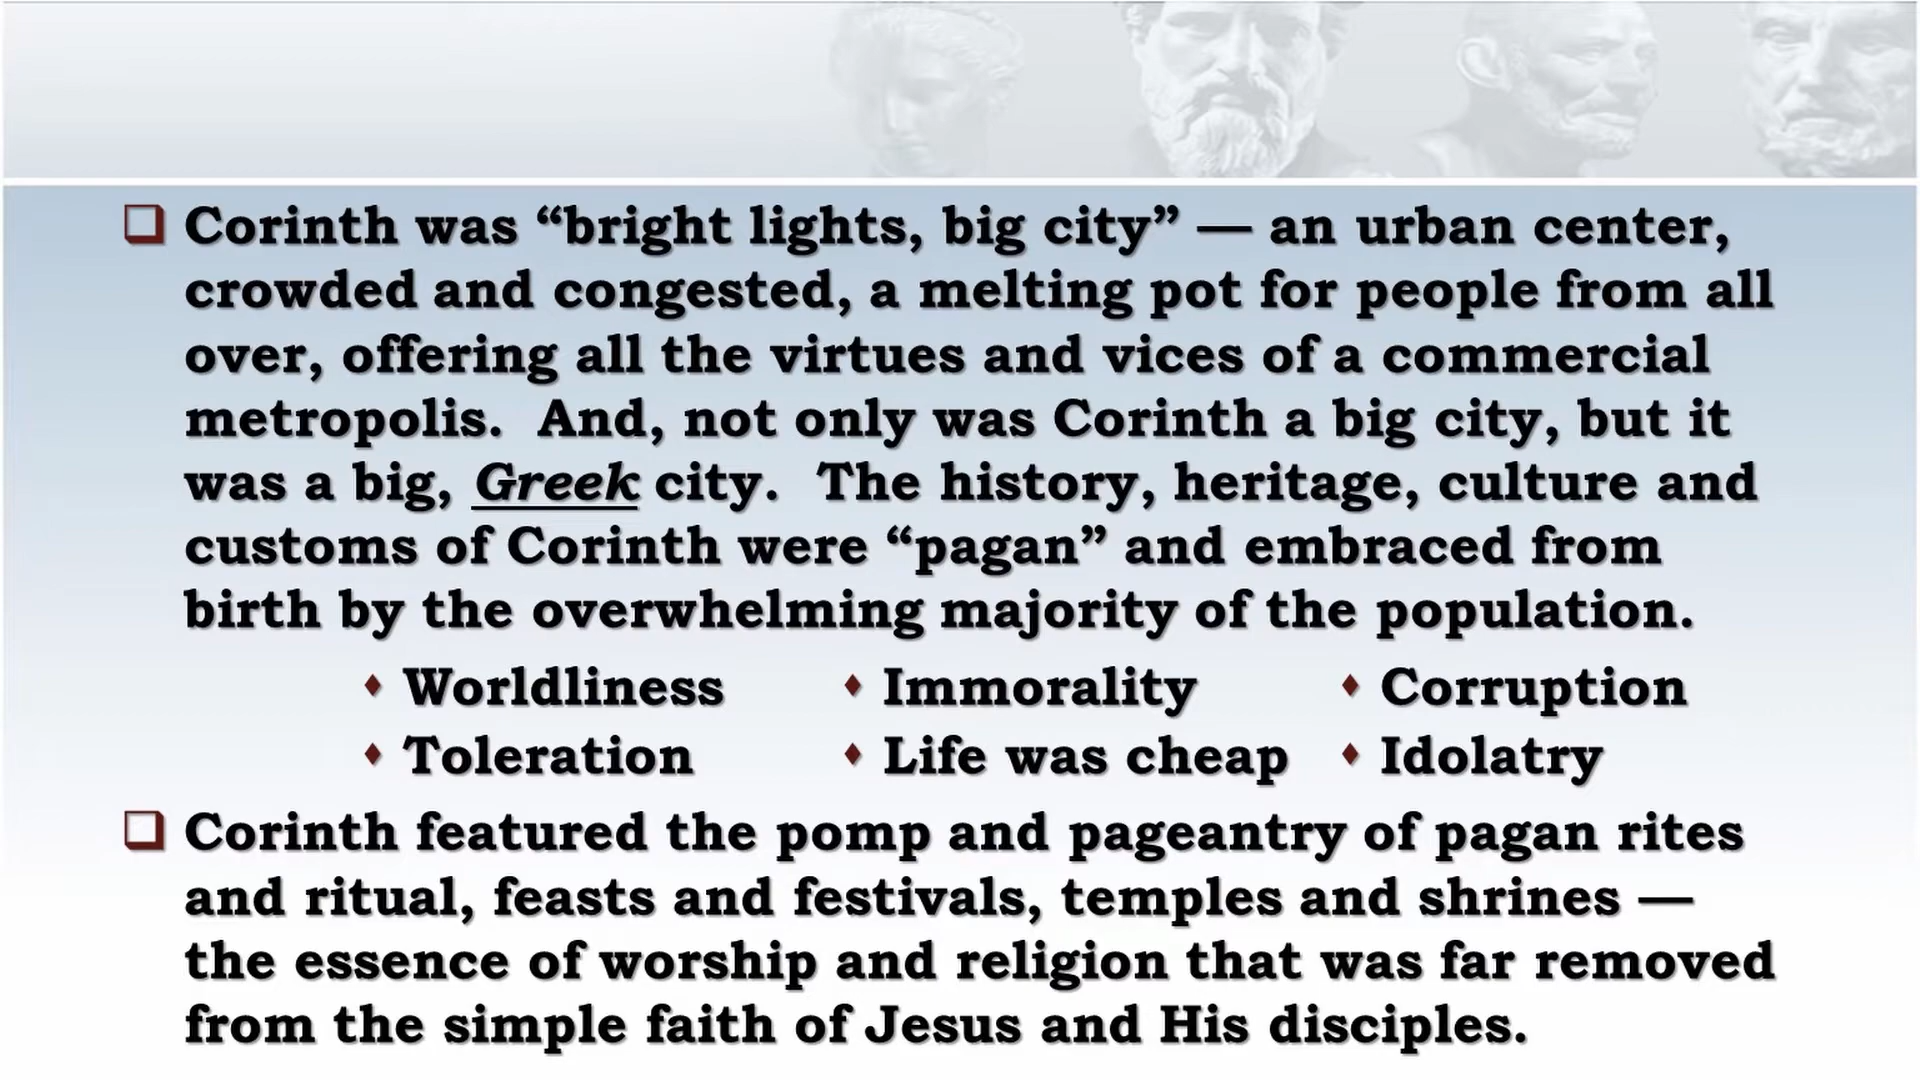 Corinth was “bright lights, big city” — an urban center,
crowded and congested, a melting pot for people from all
over, offering all the virtues and vices of a commercial
metropolis.  And, not only was Corinth a big city, but it
was a big, Greek city.  The history, heritage, culture and
customs of Corinth were “pagan” and embraced from
birth by the overwhelming majority of the population.
Worldliness Immorality Corruption
Toleration Life was cheap Idolatry
Corinth featured the pomp and pageantry of pagan rites
and ritual, feasts and festivals, temples and shrines —
the essence of worship and religion that was far removed
from the simple faith of Jesus and His disciples.